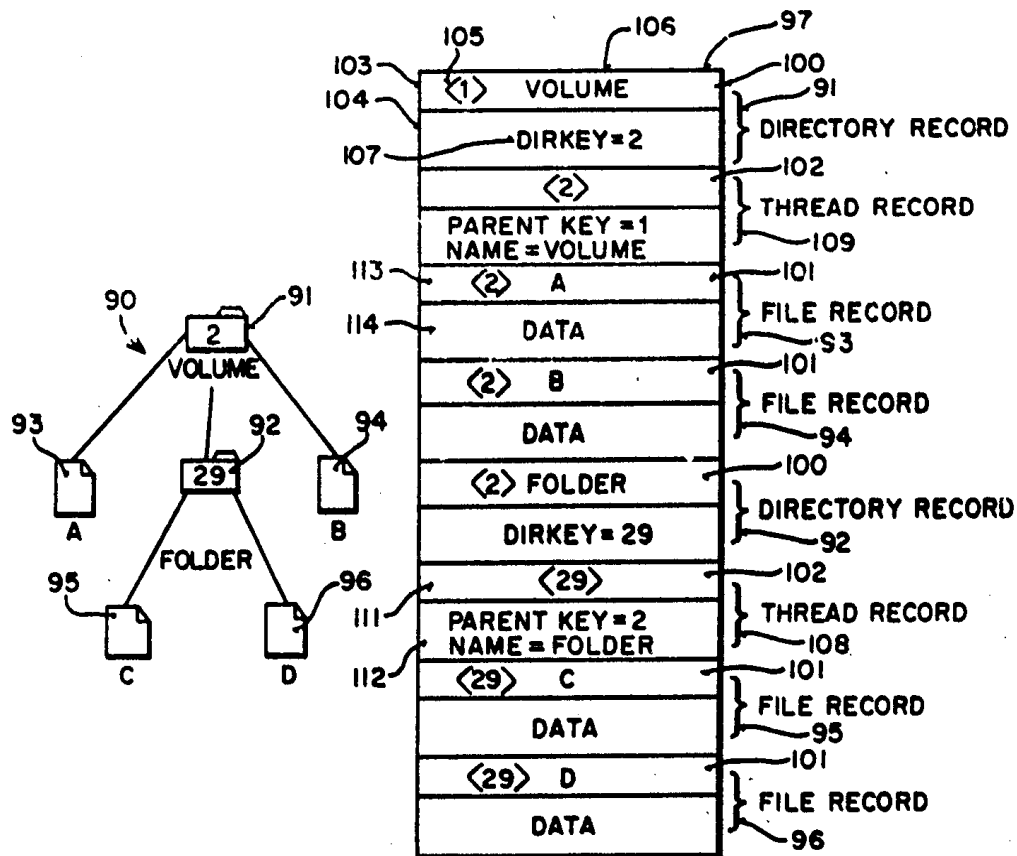 105
106
97
103
<1> VOLUME
100
104
91
DIRECTORY RECORD
107
DIRKEY=2
<2>
102
THREAD RECORD
PARENT KEY=1
NAME=VOLUME
109
113
<2> A
101
FILE RECORD
114
DATA
S3
90
91
2
VOLUME
<2> B
101
FILE RECORD
DATA
94
93
92
94
29
A
B
<2> FOLDER
100
DIRECTORY RECORD
DIRKEY=29
92
FOLDER
<29>
102
111
THREAD RECORD
PARENT KEY=2
NAME=FOLDER
108
112
95
96
C
D
<29> C
101
FILE RECORD
DATA
95
<29> D
101
FILE RECORD
DATA
96